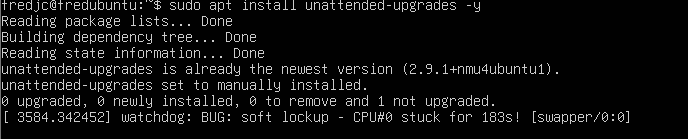 fredjc@fredubuntu:~$ sudo apt install unattended-upgrades -y
Reading package lists... Done
Building dependency tree... Done
Reading state information... Done
unattended-upgrades is already the newest version (2.9.1+nmu4ubuntu1).
unattended-upgrades set to manually installed.
0 upgraded, 0 newly installed, 0 to remove and 1 not upgraded.
[ 3584.342452] watchdog: BUG: soft lockup - CPU#0 stuck for 183s! [swapper/0:0]